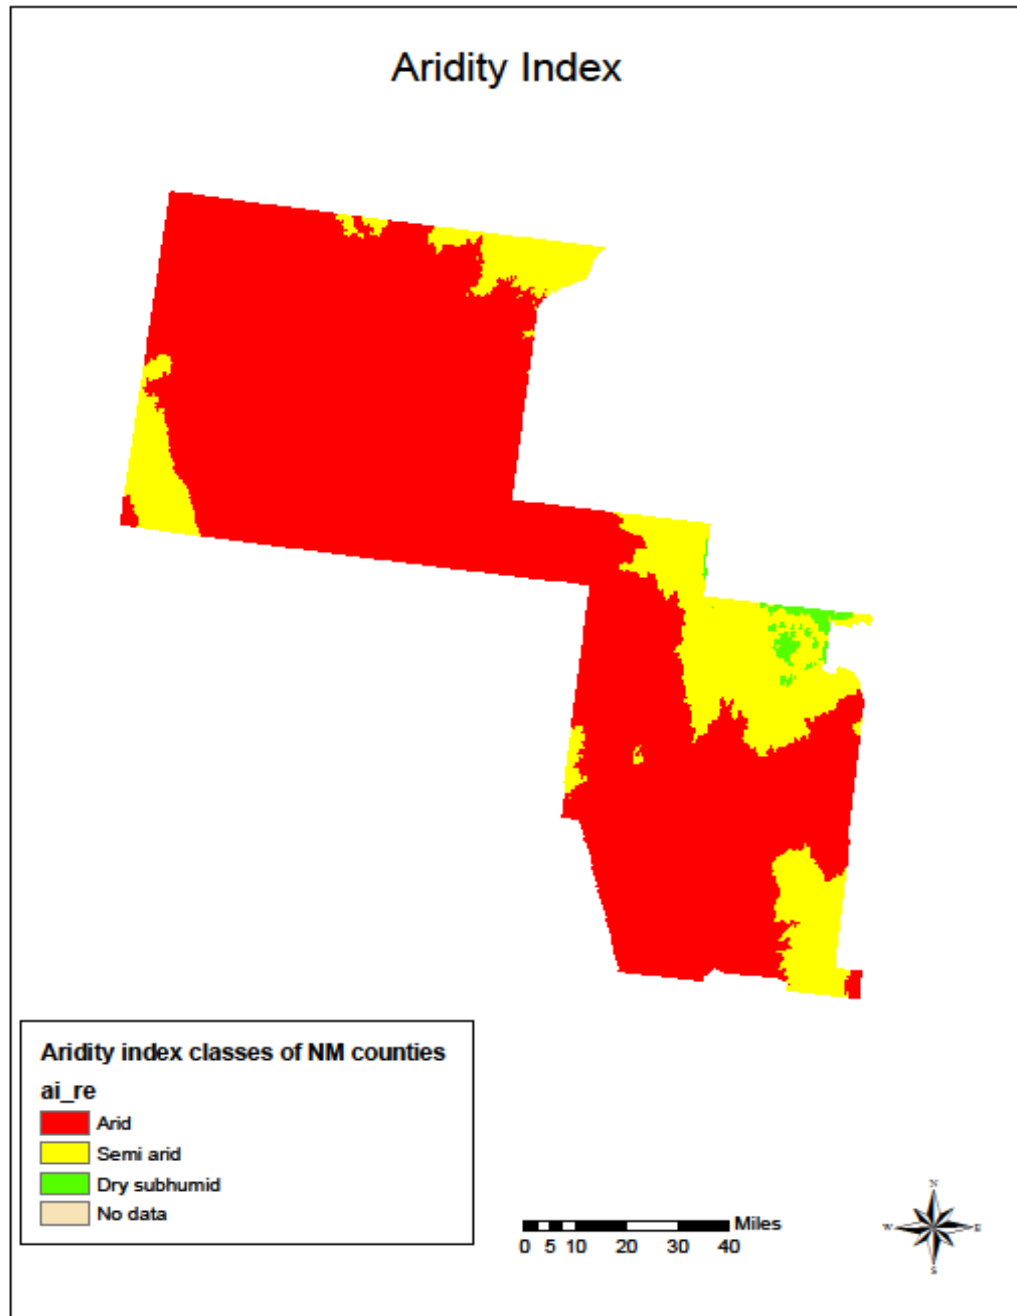 Aridity Index
Aridity index classes of NM counties
ai_re
Arid
Semi arid
Dry subhumid
No data
Miles
0 5 10 20 30 40
N
W E
S